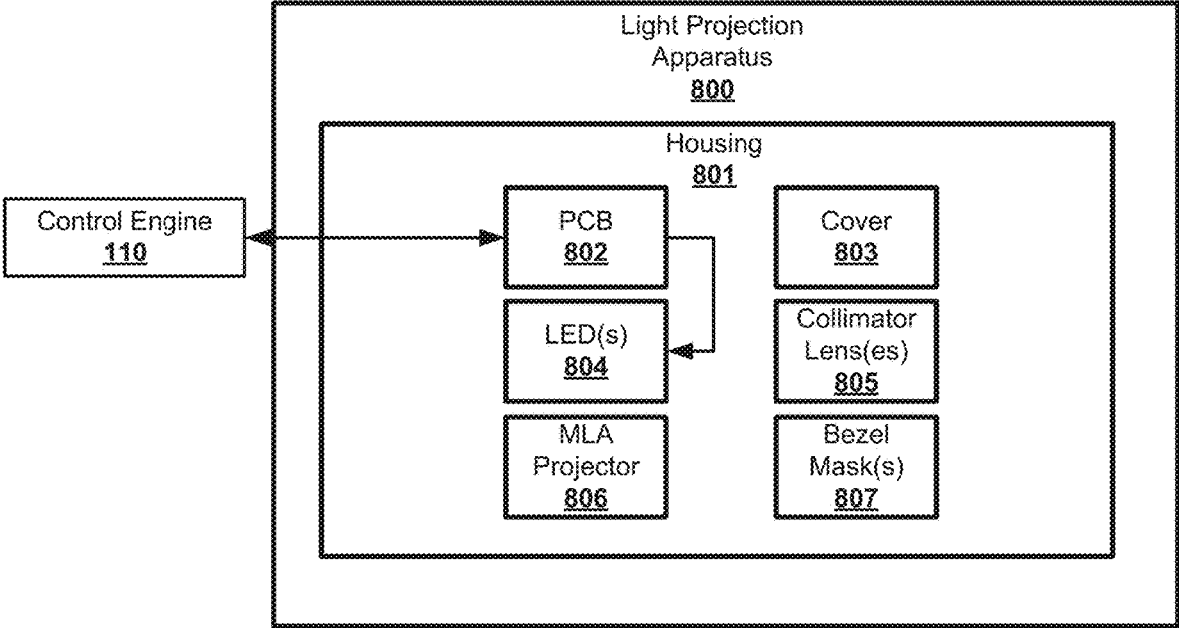 Light Projection
Apparatus
800
Housing
801
Control Engine
110
PCB
802
Cover
803
LED(s)
804
Collimator
Lens(es)
805
MLA
Projector
806
Bezel
Mask(s)
807